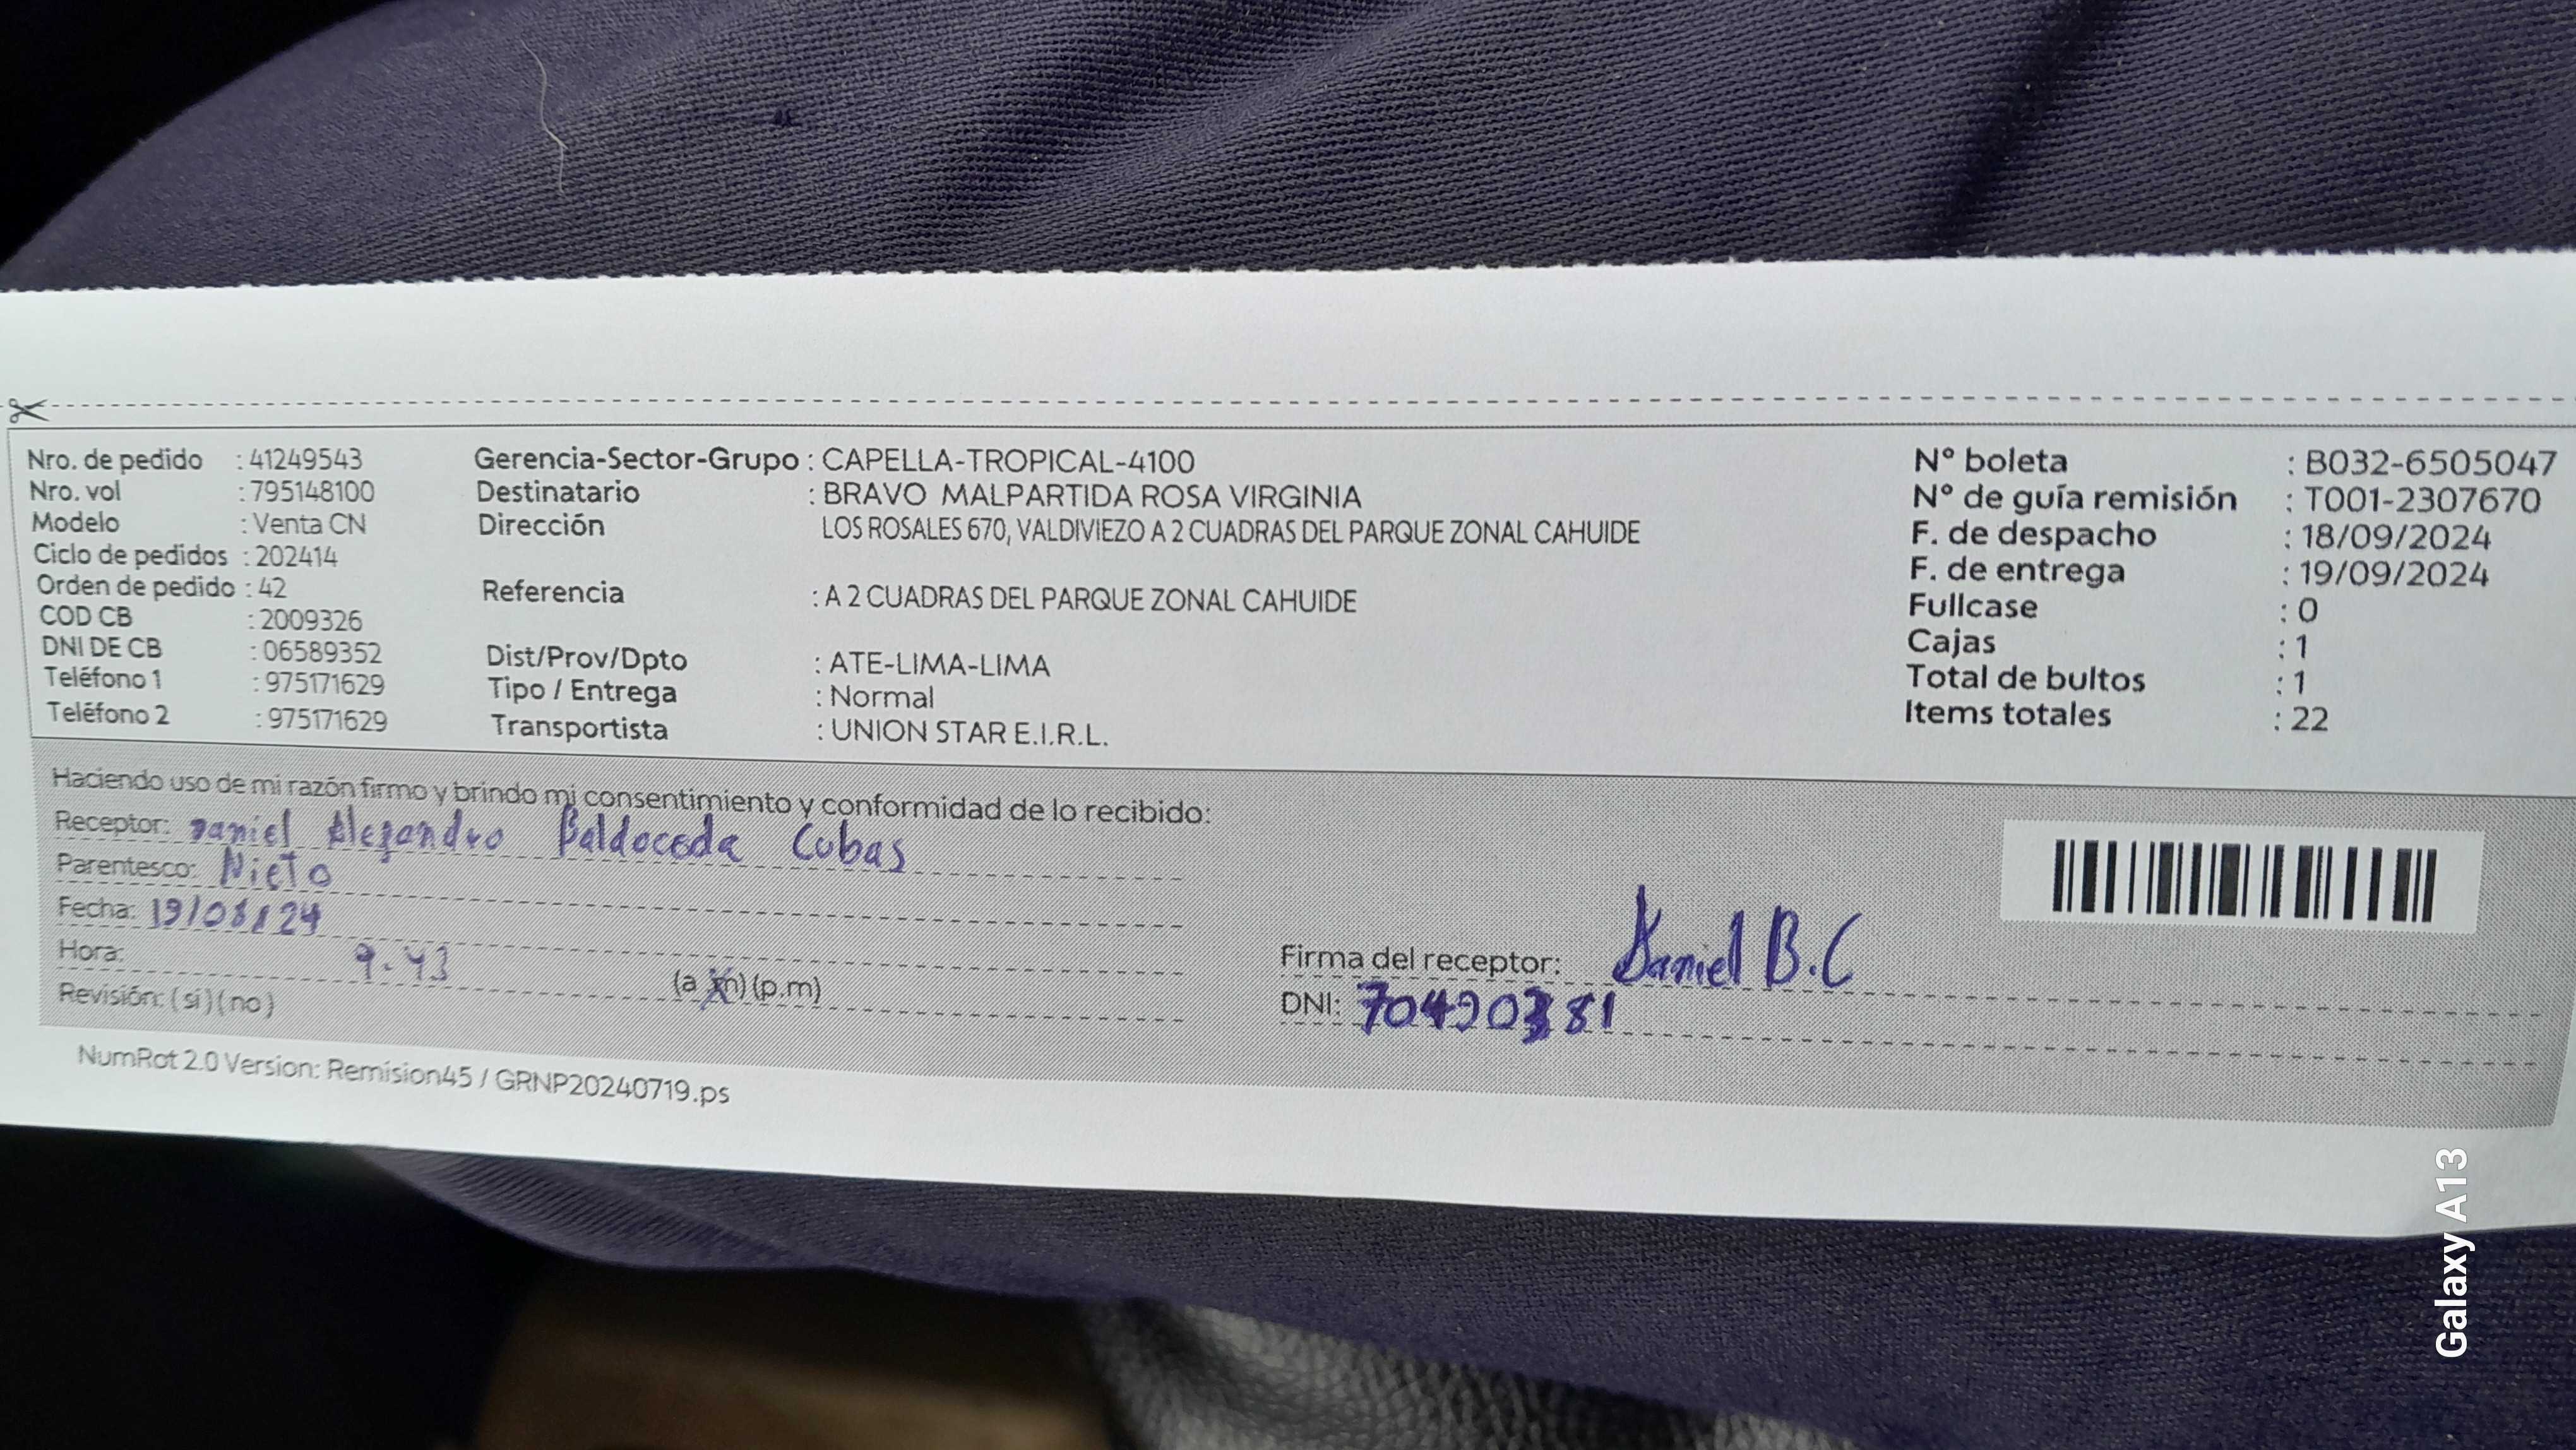 Nro. de pedido : 41249543
Nro. vol : 795148100
Modelo : Venta CN
Ciclo de pedidos : 202414
Orden de pedido : 42
COD CB : 2009326
DNI DE CB : 06589352
Teléfono 1 : 975171629
Teléfono 2 : 975171629
Gerencia-Sector-Grupo : CAPELLA-TROPICAL-4100
Destinatario : BRAVO MALPARTIDA ROSA VIRGINIA
Dirección LOS ROSALES 670, VALDIVIEZO A 2 CUADRAS DEL PARQUE ZONAL CAHUIDE
Referencia : A 2 CUADRAS DEL PARQUE ZONAL CAHUIDE
Dist/Prov/Dpto : ATE-LIMA-LIMA
Tipo / Entrega : Normal
Transportista : UNION STAR E.I.R.L.
N° boleta : B032-6505047
N° de guía remisión : T001-2307670
F. de despacho : 18/09/2024
F. de entrega : 19/09/2024
Fullcase : 0
Cajas : 1
Total de bultos : 1
Items totales : 22
Haciendo uso de mi razón firmo y brindo mi consentimiento y conformidad de lo recibido:
Receptor: Daniel Alejandro Baldoceda Cubas
Parentesco: Nieto
Fecha: 19/08/24
Hora: 9.43 (a m)(p.m)
Revisión: (si)(no)
Firma del receptor: Daniel B.C
DNI:
NumRot 2.0 Version: Remision45 / GRNP20240719.ps
Galaxy A13